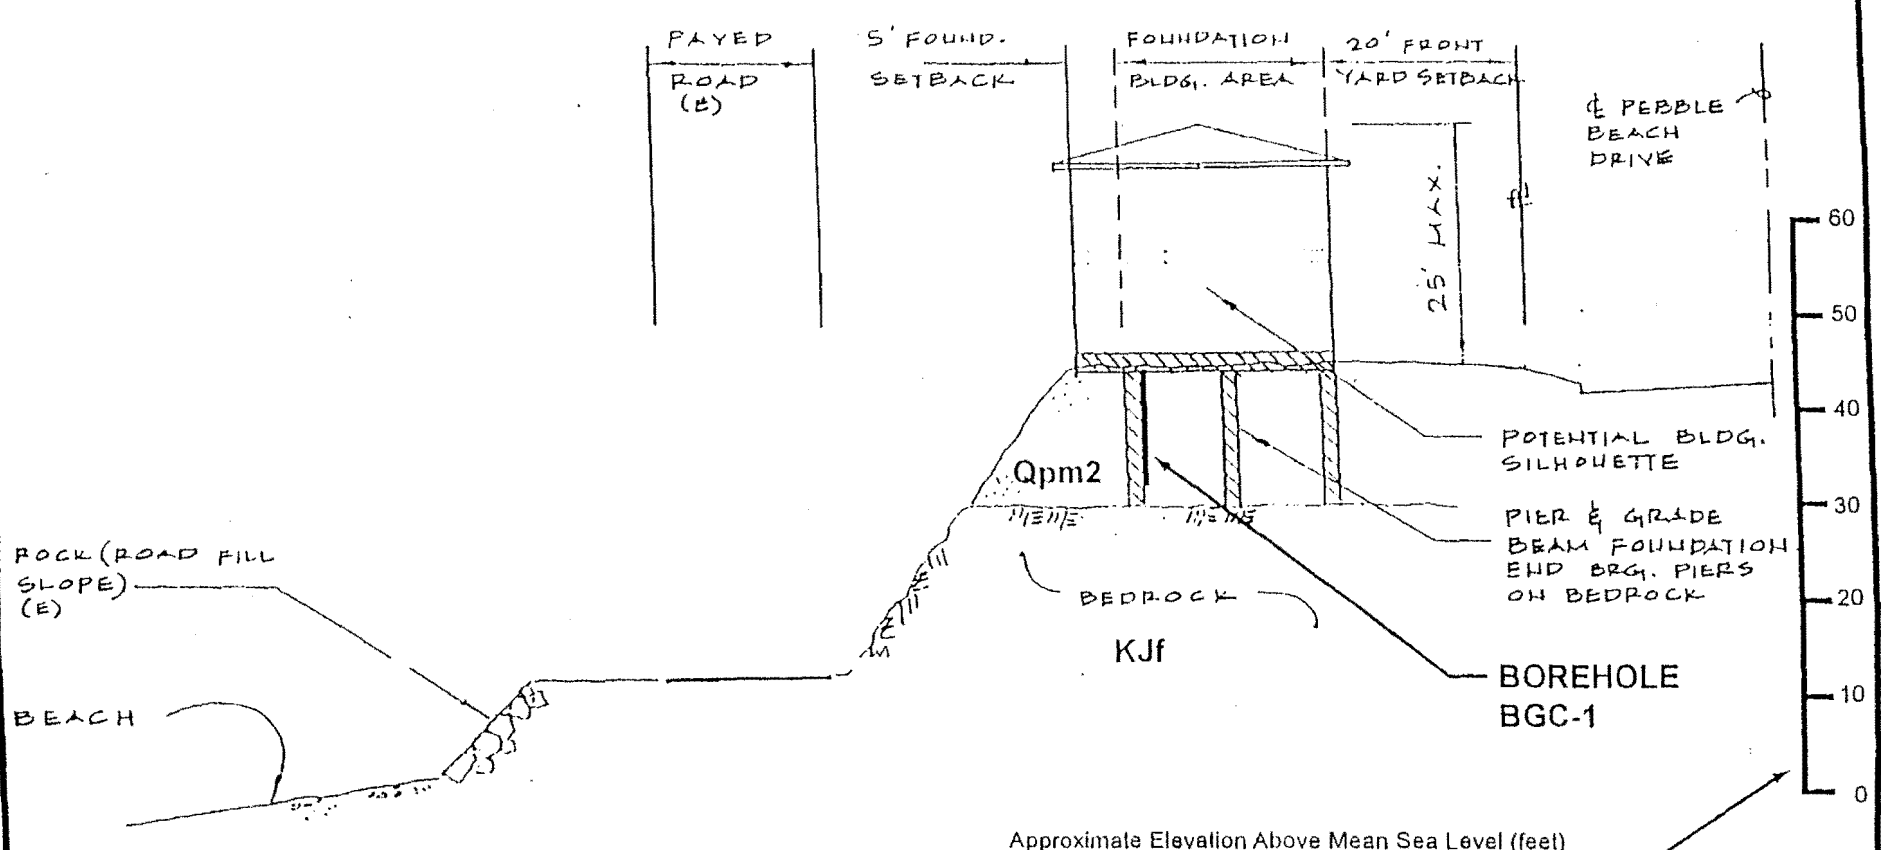 PAVED
ROAD
(E)
5' FOUND.
SETBACK
FOUNDATION
BLDG. AREA
20' FRONT
YARD SETBACK
℄ PEBBLE
BEACH
DRIVE
25' MAX.
60
50
40
30
20
10
0
Qpm2
POTENTIAL BLDG.
SILHOUETTE
PIER & GRADE
BEAM FOUNDATION
END BRG. PIERS
ON BEDROCK
ROCK (ROAD FILL
SLOPE)
(E)
BEDROCK
KJf
BEACH
BOREHOLE
BGC-1
Approximate Elevation Above Mean Sea Level (feet)